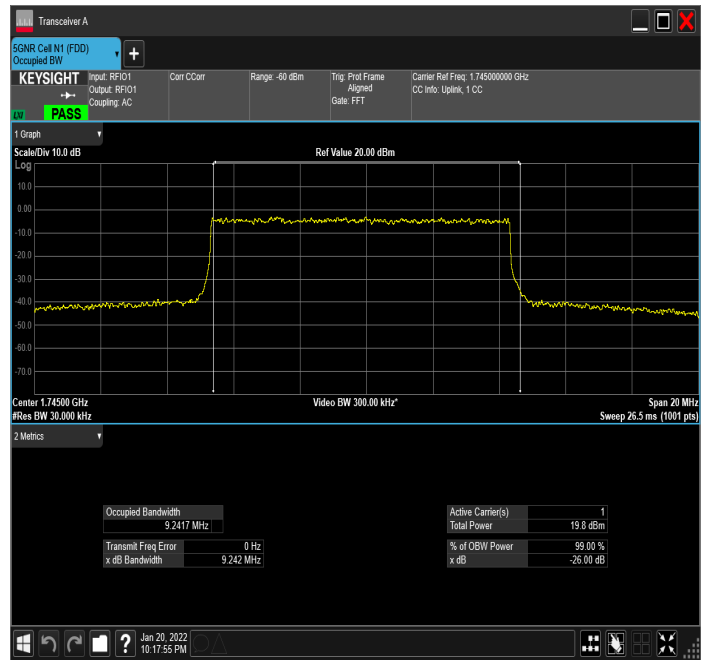 Transceiver A
5GNR Cell N1 (FDD)
Occupied BW
+
KEYSIGHT
LXI
PASS
Input: RFIO1
Output: RFIO1
Coupling: AC
Corr CCorr
Range: -60 dBm
Trig: Prot Frame
Aligned
Gate: FFT
Carrier Ref Freq: 1.745000000 GHz
CC Info: Uplink, 1 CC
1 Graph
Scale/Div 10.0 dB
Ref Value 20.00 dBm
Log
10.0
0.00
-10.0
-20.0
-30.0
-40.0
-50.0
-60.0
-70.0
Center 1.74500 GHz
Video BW 300.00 kHz*
Span 20 MHz
#Res BW 30.000 kHz
Sweep 26.5 ms (1001 pts)
2 Metrics
Occupied Bandwidth
9.2417 MHz
Transmit Freq Error 0 Hz
x dB Bandwidth 9.242 MHz
Active Carrier(s) 1
Total Power 19.8 dBm
% of OBW Power 99.00 %
x dB -26.00 dB
?
Jan 20, 2022
10:17:55 PM